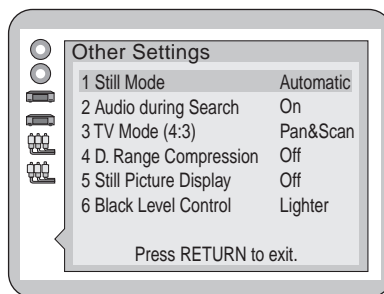 Other Settings
1 Still Mode Automatic
2 Audio during Search On
3 TV Mode (4:3) Pan&Scan
4 D. Range Compression Off
5 Still Picture Display Off
6 Black Level Control Lighter
Press RETURN to exit.